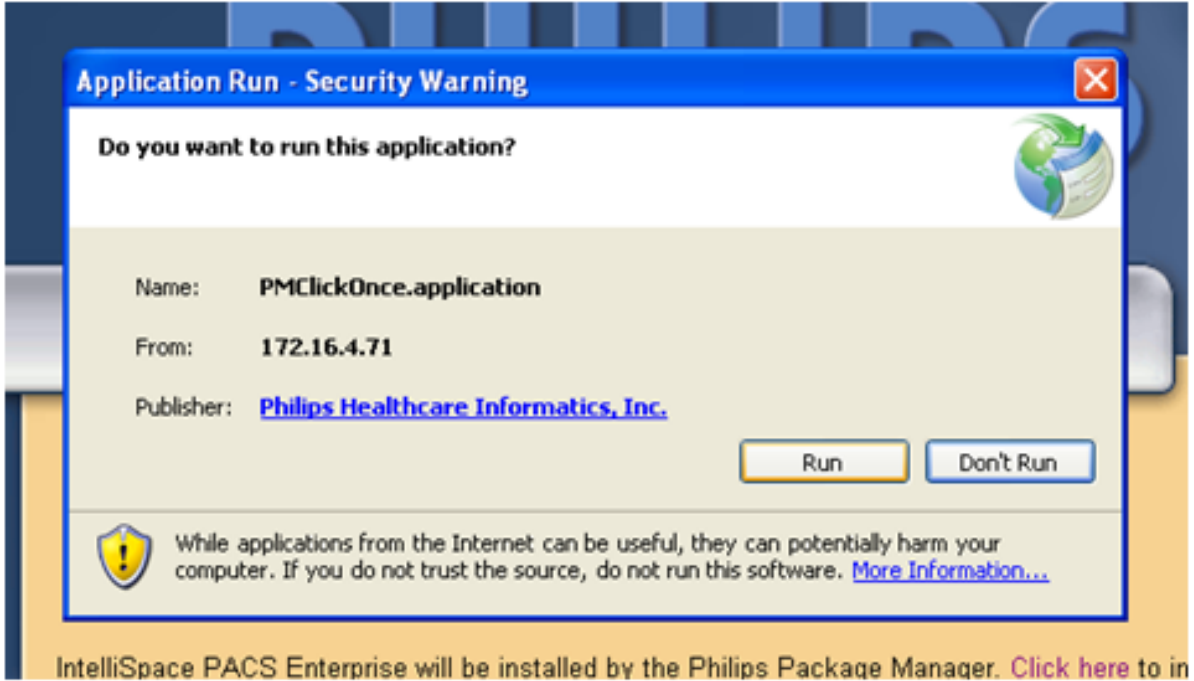 PHILIPS
Application Run - Security Warning
Do you want to run this application?
Name: PMClickOnce.application
From: 172.16.4.71
Publisher: Philips Healthcare Informatics, Inc.
Run Don't Run
While applications from the Internet can be useful, they can potentially harm your
computer. If you do not trust the source, do not run this software. More Information...
IntelliSpace PACS Enterprise will be installed by the Philips Package Manager. Click here to in